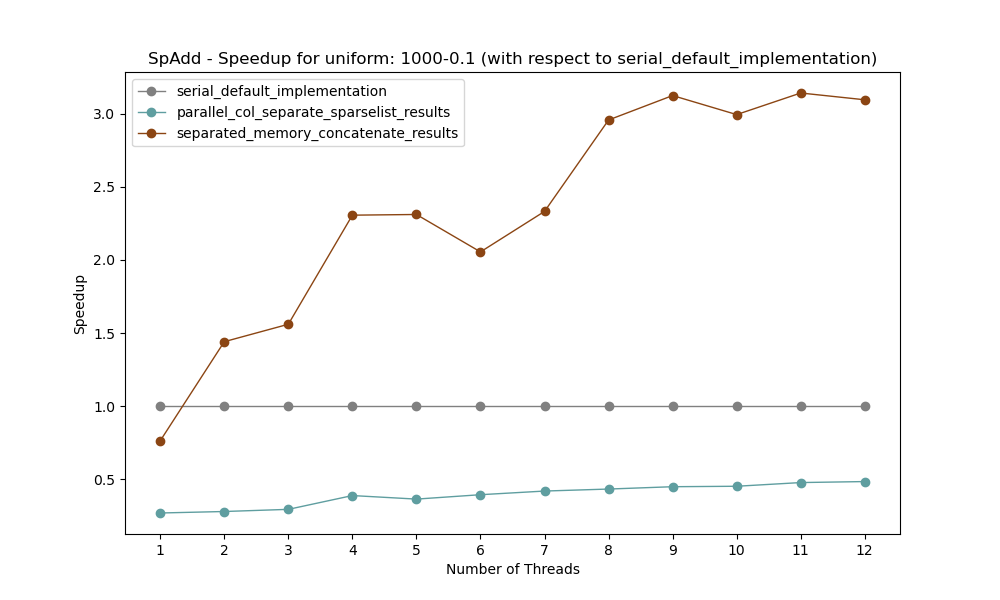 SpAdd - Speedup for uniform: 1000-0.1 (with respect to serial_default_implementation)
serial_default_implementation
parallel_col_separate_sparselist_results
separated_memory_concatenate_results
Speedup
3.0
2.5
2.0
1.5
1.0
0.5
1 2 3 4 5 6 7 8 9 10 11 12
Number of Threads